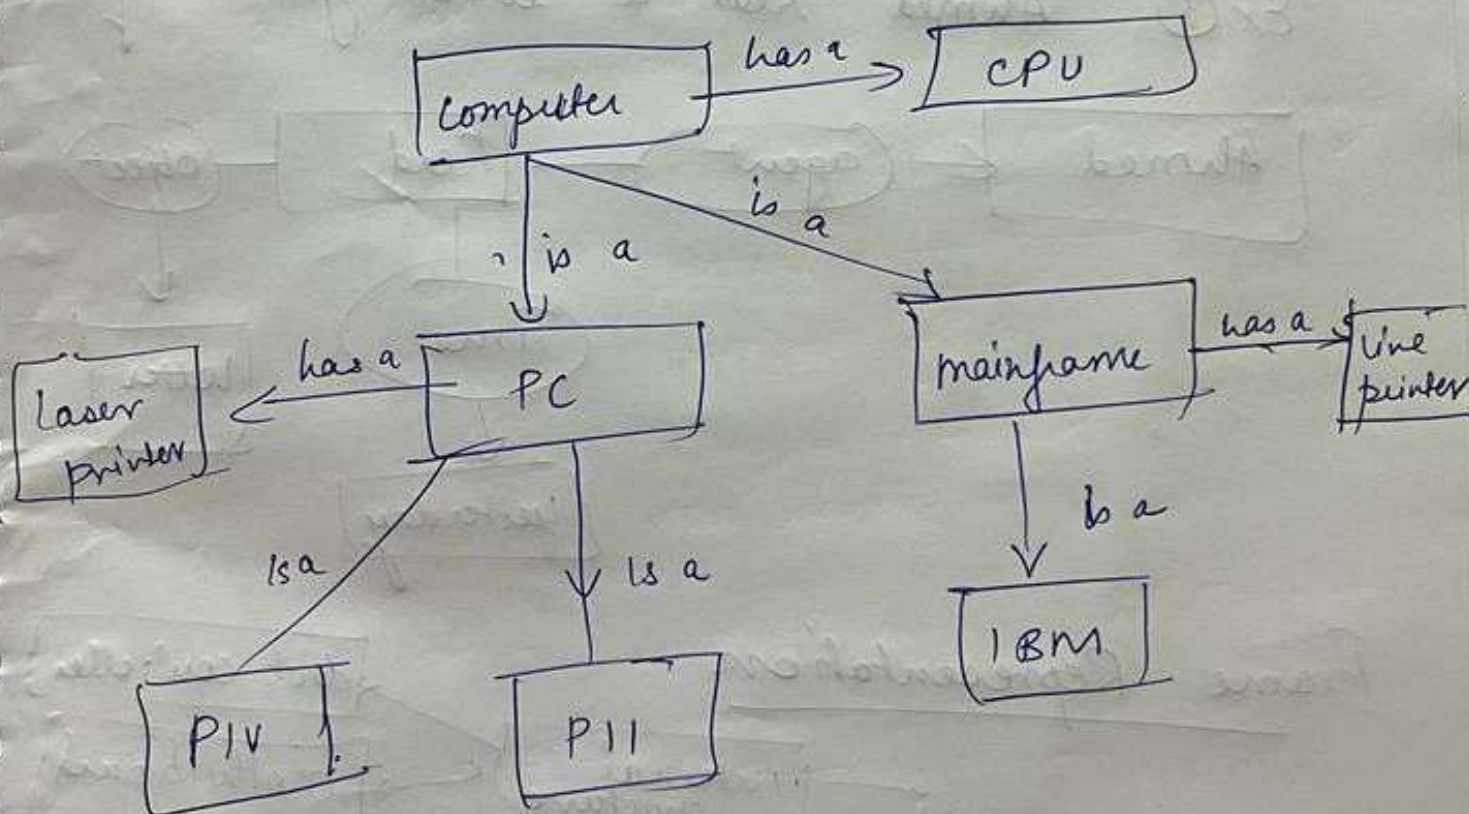 has a
CPU
computer
is
a
is a
has a
PC
Laser
printer
mainframe
has a
line
printer
Is a
Is a
Is a
IBM
PIV
PII